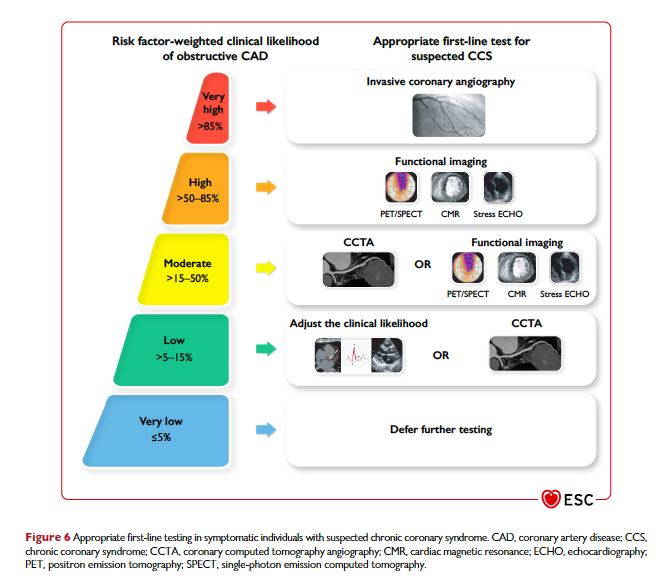 Risk factor-weighted clinical likelihood
of obstructive CAD
Appropriate first-line test for
suspected CCS
Very
high
>85%
Invasive coronary angiography
High
>50–85%
Functional imaging
PET/SPECT
CMR
Stress ECHO
Moderate
>15–50%
CCTA
OR
Functional imaging
PET/SPECT
CMR
Stress ECHO
Low
>5–15%
Adjust the clinical likelihood
OR
CCTA
Very low
≤5%
Defer further testing
ESC
Figure 6 Appropriate first-line testing in symptomatic individuals with suspected chronic coronary syndrome. CAD, coronary artery disease; CCS,
chronic coronary syndrome; CCTA, coronary computed tomography angiography; CMR, cardiac magnetic resonance; ECHO, echocardiography;
PET, positron emission tomography; SPECT, single-photon emission computed tomography.